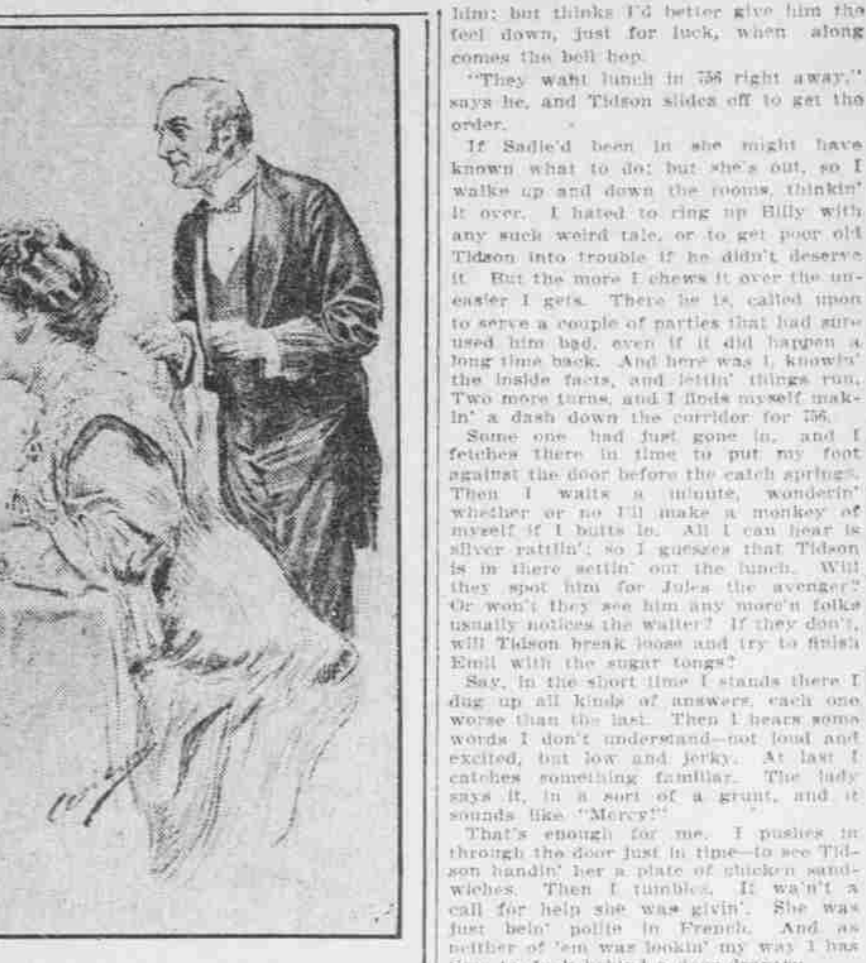 him; but thinks I'd better give him the
feel down, just for luck, when along
comes the bell hop.
"They want lunch in 756 right away,"
says he, and Tidson slides off to get the
order.
If Sadie'd been in she might have
known what to do; but she's out, so I
walks up and down the rooms, thinkin'
it over. I hated to ring up Billy with
any such weird tale, or to get poor old
Tidson into trouble if he didn't deserve
it. But the more I chews it over the un-
easier I gets. There he is, called upon
to serve a couple of parties that had sure
used him bad, even if it did happen a
long time back. And here was I, knowin'
the inside facts, and lettin' things run.
Two more turns, and I finds myself mak-
in' a dash down the corridor for 756.
Some one had just gone in, and I
fetches there in time to put my foot
against the door before the catch springs.
Then I waits a minute, wonderin'
whether or no I'll make a monkey of
myself if I butts in. All I can hear is
silver rattlin'; so I guesses that Tidson
is in there settin' out the lunch. Will
they spot him for Jules the avenger?
Or won't they see him any more'n folks
usually notices the waiter? If they don't,
will Tidson break loose and try to finish
Emil with the sugar tongs?
Say, in the short time I stands there I
dug up all kinds of answers, each one
worse than the last. Then I hears some
words I don't understand—not loud and
excited, but low and jerky. At last I
catches something familiar. The lady
says it, in a sort of a grunt, and it
sounds like "Mercy!"
That's enough for me. I pushes in
through the door just in time—to see Tid-
son handin' her a plate of chicken sand-
wiches. Then I tumbles. It wa'n't a
call for help she was givin'. She was
just bein' polite in French. And as
neither of 'em was lookin' my way I has